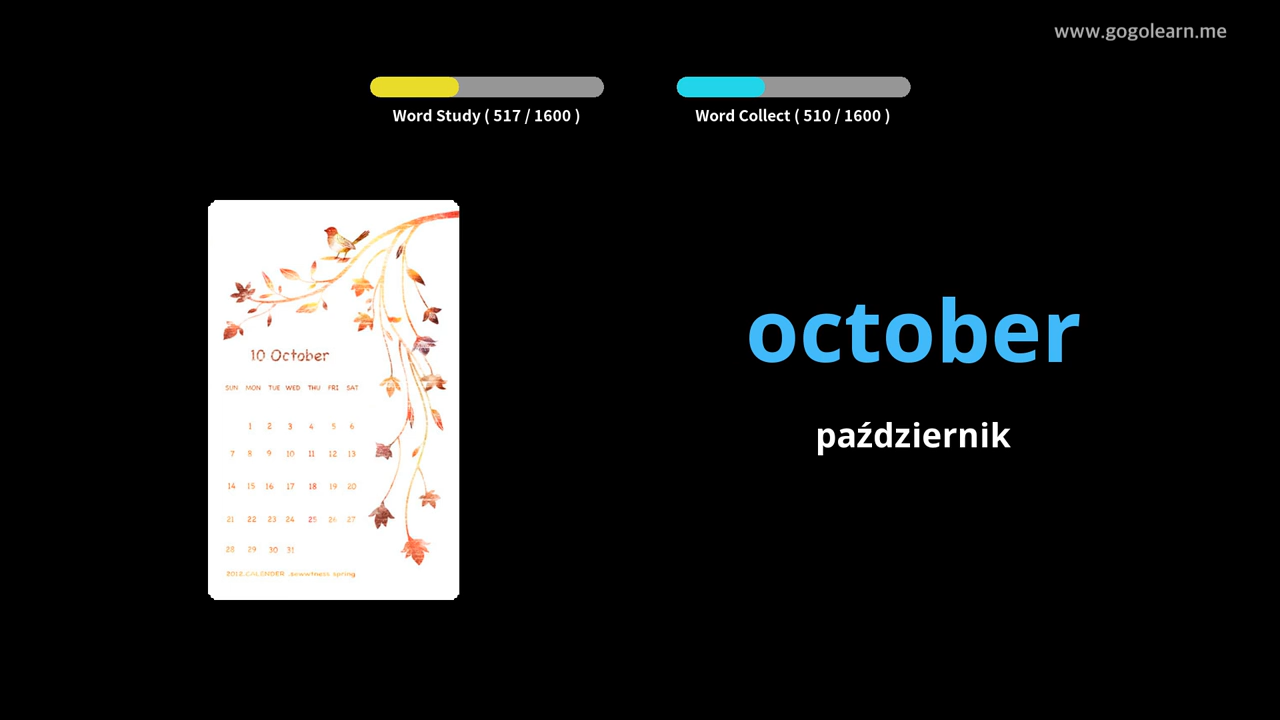 www.gogolearn.me
Word Study ( 517 / 1600 )
Word Collect ( 510 / 1600 )
10 October
SUN MON TUE WED THU FRI SAT
1 2 3 4 5 6
7 8 9 10 11 12 13
14 15 16 17 18 19 20
21 22 23 24 25 26 27
28 29 30 31
2012.CALENDER
october
październik